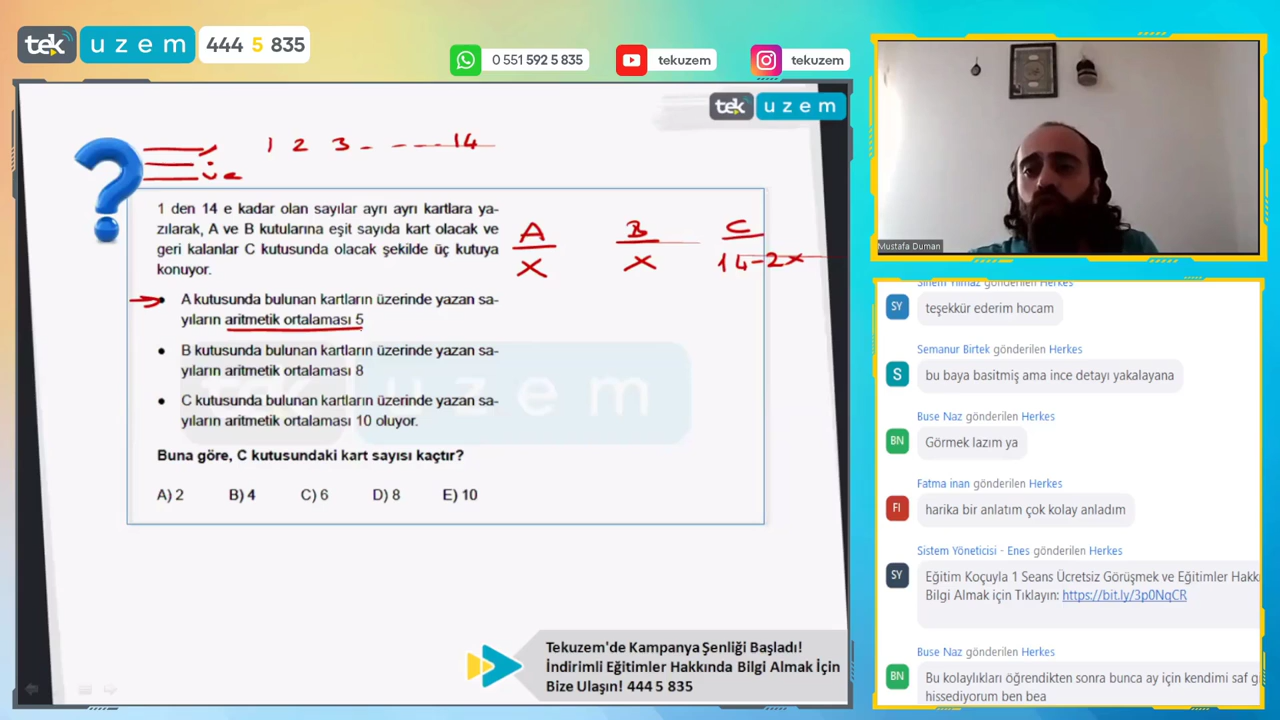 tek uzem 444 5 835
0 551 592 5 835
tekuzem
tekuzem
tek uzem
1 2 3 - - - - 14
1 den 14 e kadar olan sayılar ayrı ayrı kartlara ya-
zılarak, A ve B kutularına eşit sayıda kart olacak ve
geri kalanlar C kutusunda olacak şekilde üç kutuya
konuyor.
A B C
x x 14-2x
• A kutusunda bulunan kartların üzerinde yazan sa-
yıların aritmetik ortalaması 5
• B kutusunda bulunan kartların üzerinde yazan sa-
yıların aritmetik ortalaması 8
• C kutusunda bulunan kartların üzerinde yazan sa-
yıların aritmetik ortalaması 10 oluyor.
Buna göre, C kutusundaki kart sayısı kaçtır?
A) 2 B) 4 C) 6 D) 8 E) 10
tek uzem
Tekuzem'de Kampanya Şenliği Başladı!
İndirimli Eğitimler Hakkında Bilgi Almak İçin
Bize Ulaşın! 444 5 835
Mustafa Duman
Sinem Yılmaz gönderilen Herkes
SY
teşekkür ederim hocam
Semanur Birtek gönderilen Herkes
S
bu baya basitmiş ama ince detayı yakalayana
Buse Naz gönderilen Herkes
BN
Görmek lazım ya
Fatma inan gönderilen Herkes
FI
harika bir anlatım çok kolay anladım
Sistem Yöneticisi - Enes gönderilen Herkes
SY
Eğitim Koçuyla 1 Seans Ücretsiz Görüşmek ve Eğitimler Hakk
Bilgi Almak için Tıklayın: https://bit.ly/3p0NqCR
Buse Naz gönderilen Herkes
BN
Bu kolaylıkları öğrendikten sonra bunca ay için kendimi saf g
hissediyorum ben bea